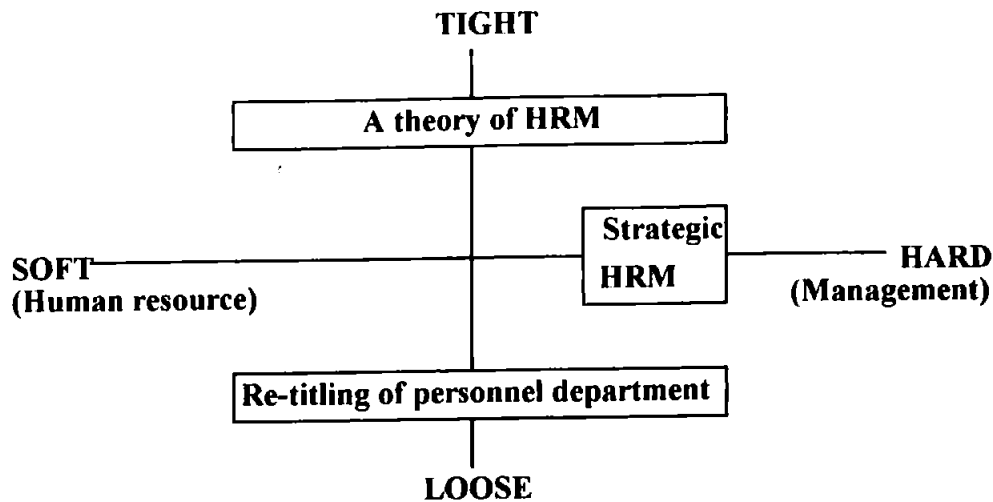 TIGHT
A theory of HRM
Strategic
HRM
SOFT
(Human resource)
HARD
(Management)
Re-titling of personnel department
LOOSE